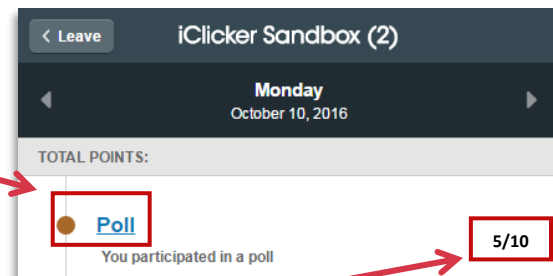 < Leave
iClicker Sandbox (2)
Monday
October 10, 2016
TOTAL POINTS:
Poll
5/10
You participated in a poll